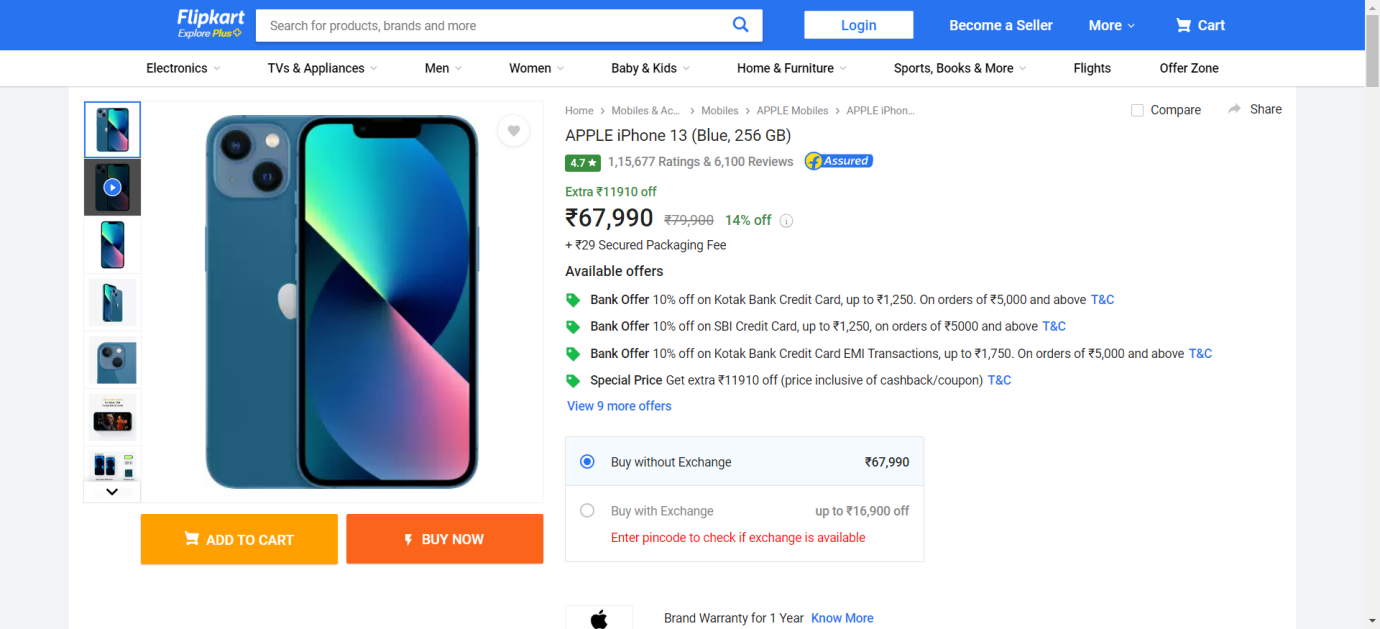 Flipkart
Explore Plus
Search for products, brands and more
Login
Become a Seller
More
Cart
Electronics
TVs & Appliances
Men
Women
Baby & Kids
Home & Furniture
Sports, Books & More
Flights
Offer Zone
Home > Mobiles & Ac... > Mobiles > APPLE Mobiles > APPLE iPhon...
Compare
Share
APPLE iPhone 13 (Blue, 256 GB)
4.7 ★ 1,15,677 Ratings & 6,100 Reviews Assured
Extra ₹11910 off
₹67,990 ₹79,900 14% off
+ ₹29 Secured Packaging Fee
Available offers
Bank Offer 10% off on Kotak Bank Credit Card, up to ₹1,250. On orders of ₹5,000 and above T&C
Bank Offer 10% off on SBI Credit Card, up to ₹1,250, on orders of ₹5000 and above T&C
Bank Offer 10% off on Kotak Bank Credit Card EMI Transactions, up to ₹1,750. On orders of ₹5,000 and above T&C
Special Price Get extra ₹11910 off (price inclusive of cashback/coupon) T&C
View 9 more offers
Buy without Exchange ₹67,990
Buy with Exchange up to ₹16,900 off
Enter pincode to check if exchange is available
ADD TO CART
BUY NOW
Brand Warranty for 1 Year Know More